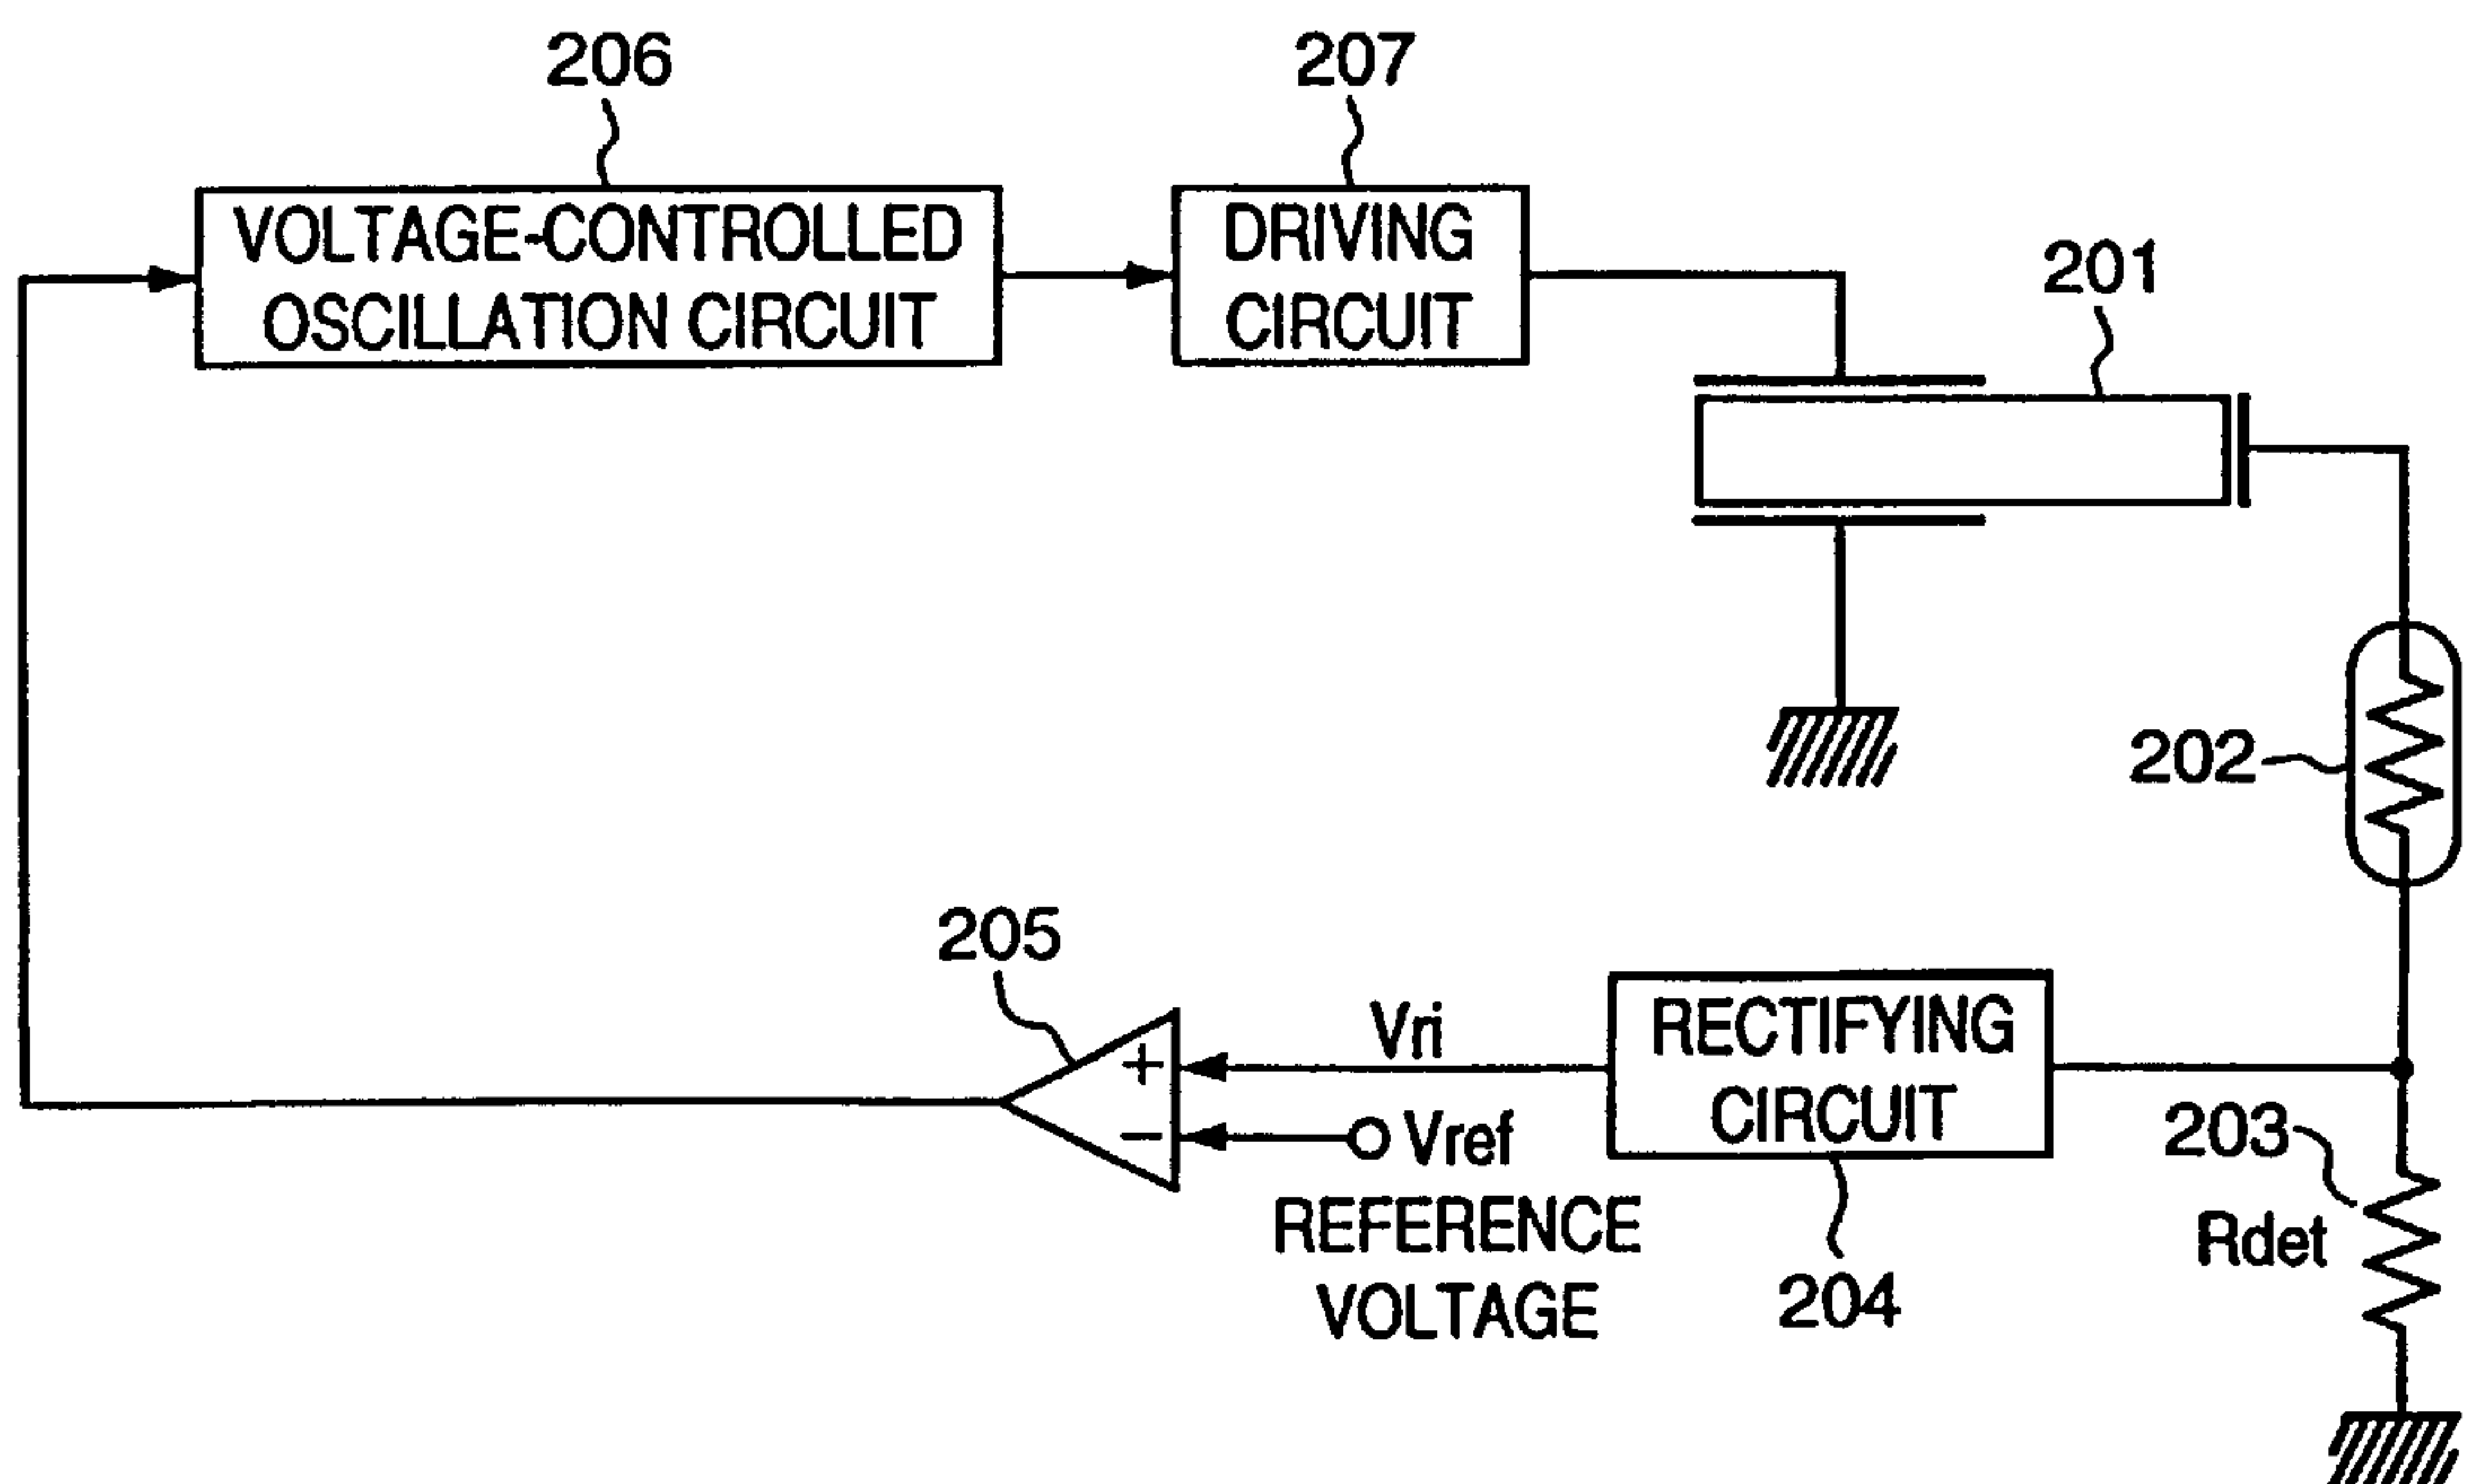 206
207
VOLTAGE-CONTROLLED
OSCILLATION CIRCUIT
DRIVING
CIRCUIT
201
202
205
Vri
RECTIFYING
CIRCUIT
+
−
Vref
REFERENCE
VOLTAGE
203
Rdet
204